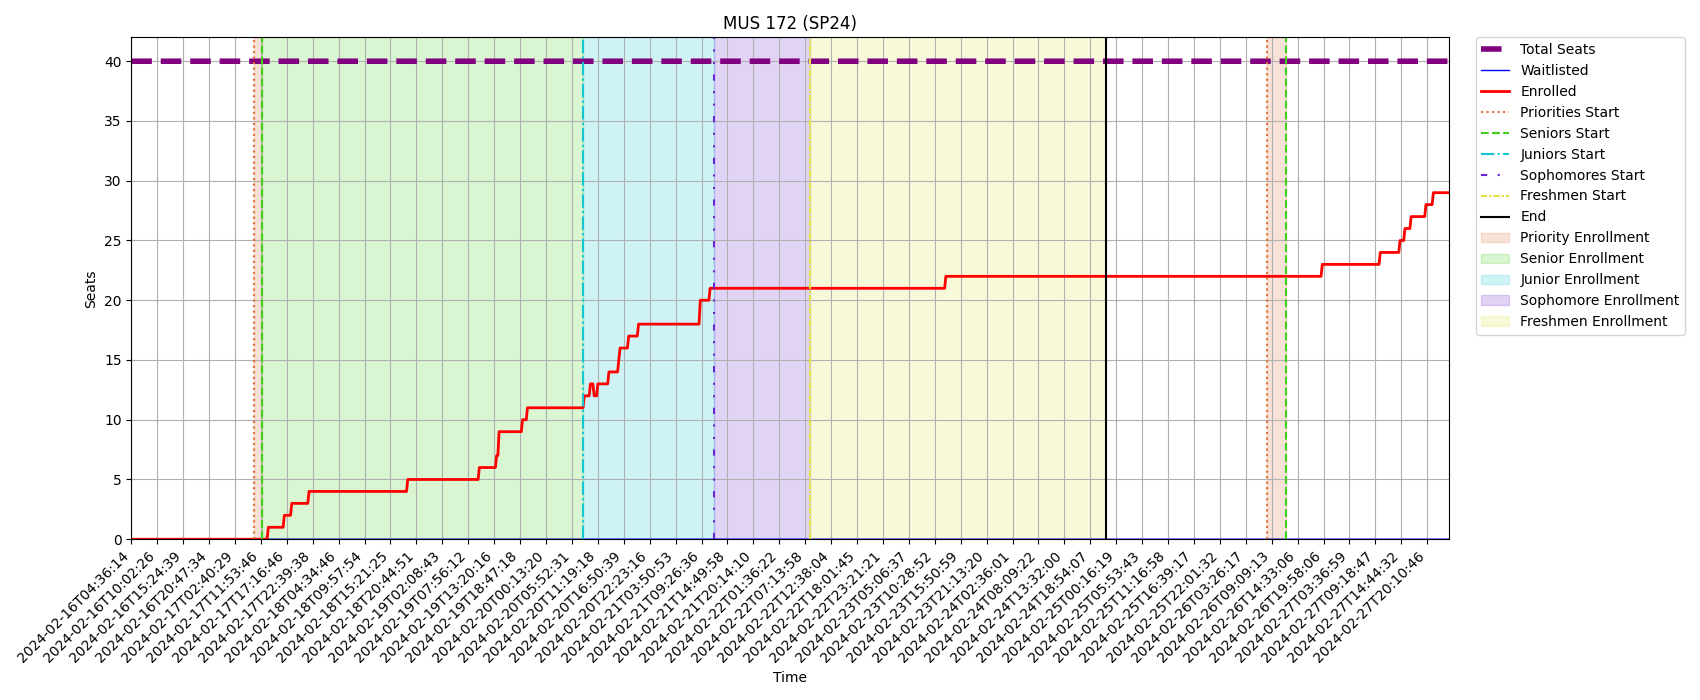 MUS 172 (SP24)
Seats
40
35
30
25
20
15
10
5
0
2024-02-16T04:36:14
2024-02-16T10:02:26
2024-02-16T15:24:39
2024-02-16T20:47:34
2024-02-17T02:40:29
2024-02-17T11:53:46
2024-02-17T17:16:46
2024-02-17T22:39:38
2024-02-18T04:34:46
2024-02-18T09:57:54
2024-02-18T15:21:25
2024-02-18T20:44:51
2024-02-19T02:08:43
2024-02-19T07:56:12
2024-02-19T13:20:16
2024-02-19T18:47:18
2024-02-20T00:13:20
2024-02-20T05:52:31
2024-02-20T11:19:18
2024-02-20T16:50:39
2024-02-20T22:23:16
2024-02-21T03:50:53
2024-02-21T09:26:36
2024-02-21T14:49:58
2024-02-21T20:14:10
2024-02-22T01:36:22
2024-02-22T07:13:58
2024-02-22T12:38:04
2024-02-22T18:01:45
2024-02-22T23:21:21
2024-02-23T05:06:37
2024-02-23T10:28:52
2024-02-23T15:50:59
2024-02-23T21:13:20
2024-02-24T02:36:01
2024-02-24T08:09:22
2024-02-24T13:32:00
2024-02-24T18:54:07
2024-02-25T00:16:19
2024-02-25T05:53:43
2024-02-25T11:16:58
2024-02-25T16:39:17
2024-02-25T22:01:32
2024-02-26T03:26:17
2024-02-26T09:09:13
2024-02-26T14:33:06
2024-02-26T19:58:06
2024-02-27T03:36:59
2024-02-27T09:18:47
2024-02-27T14:44:32
2024-02-27T20:10:46
Time
Total Seats
Waitlisted
Enrolled
Priorities Start
Seniors Start
Juniors Start
Sophomores Start
Freshmen Start
End
Priority Enrollment
Senior Enrollment
Junior Enrollment
Sophomore Enrollment
Freshmen Enrollment